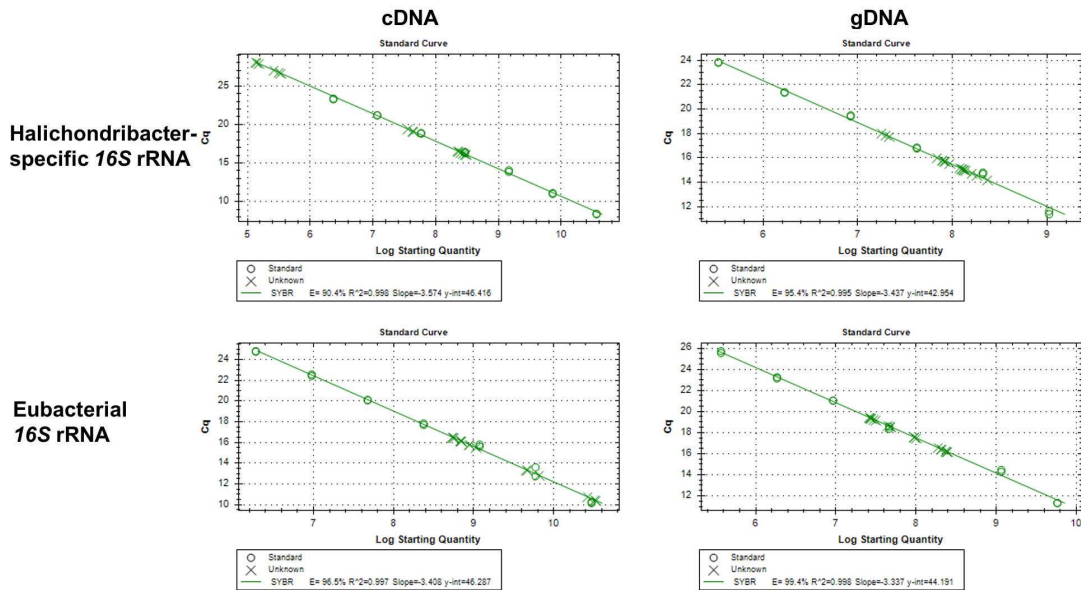 cDNA
gDNA
Halichondribacter-
specific 16S rRNA
Standard Curve
Cq
25
20
15
10
5 6 7 8 9 10
Log Starting Quantity
Standard
Unknown
SYBR E= 90.4% R^2=0.998 Slope=-3.574 y-int=46.416
Standard Curve
Cq
24
22
20
18
16
14
12
6 7 8 9
Log Starting Quantity
Standard
Unknown
SYBR E= 95.4% R^2=0.995 Slope=-3.437 y-int=42.954
Eubacterial
16S rRNA
Standard Curve
Cq
24
22
20
18
16
14
12
10
7 8 9 10
Log Starting Quantity
Standard
Unknown
SYBR E= 96.5% R^2=0.997 Slope=-3.408 y-int=46.287
Standard Curve
Cq
26
24
22
20
18
16
14
12
6 7 8 9 10
Log Starting Quantity
Standard
Unknown
SYBR E= 99.4% R^2=0.998 Slope=-3.337 y-int=44.191